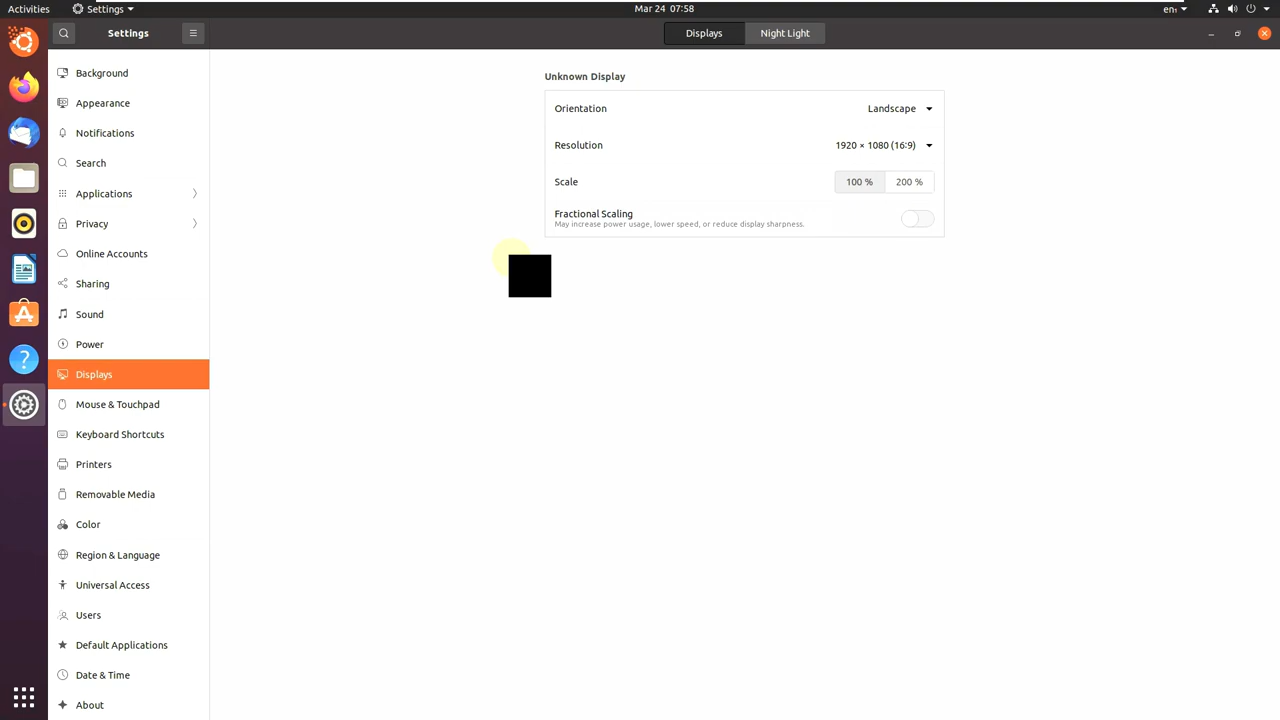 Activities
Settings
Mar 24 07:58
en₁
Settings
Displays
Night Light
Background
Appearance
Notifications
Search
Applications
Privacy
Online Accounts
Sharing
Sound
Power
Displays
Mouse & Touchpad
Keyboard Shortcuts
Printers
Removable Media
Color
Region & Language
Universal Access
Users
Default Applications
Date & Time
About
Unknown Display
Orientation
Landscape
Resolution
1920 × 1080 (16:9)
Scale
100 %
200 %
Fractional Scaling
May increase power usage, lower speed, or reduce display sharpness.